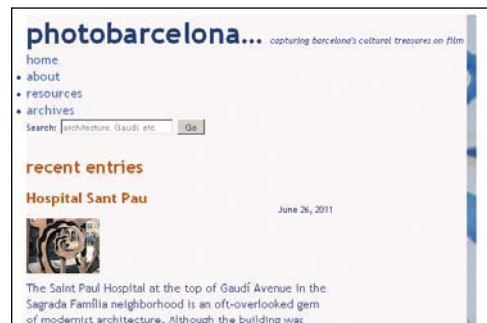 photobarcelona... capturing barcelona's cultural treasures on film
home
• about
• resources
• archives
Search: architecture, Gaudí, etc. Go
recent entries
Hospital Sant Pau
June 26, 2011
The Saint Paul Hospital at the top of Gaudí Avenue in the
Sagrada Família neighborhood is an oft-overlooked gem
of modernist architecture. Although the building was